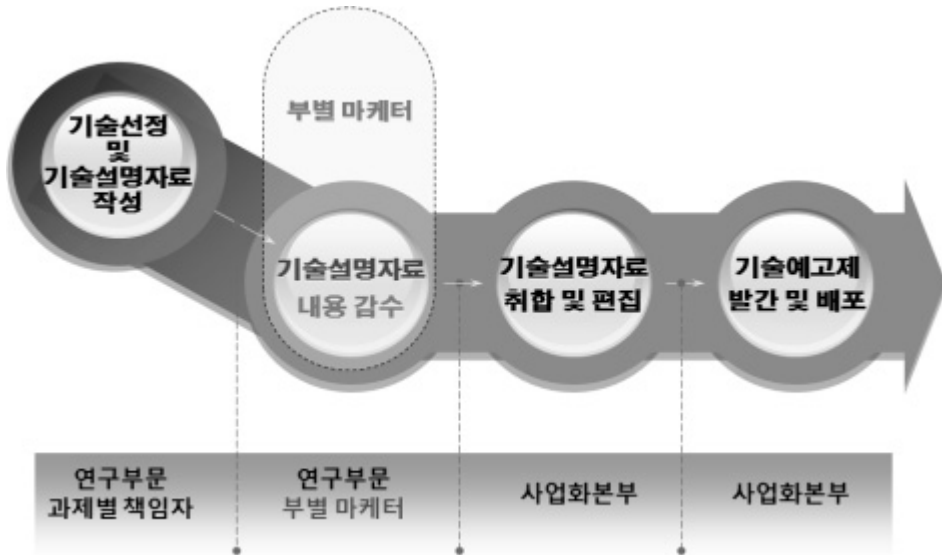 부별 마케터
기술선정
및
기술설명자료
작성
기술설명자료
내용 감수
기술설명자료
취합 및 편집
기술예고제
발간 및 배포
연구부문
과제별 책임자
연구부문
부별 마케터
사업화본부
사업화본부